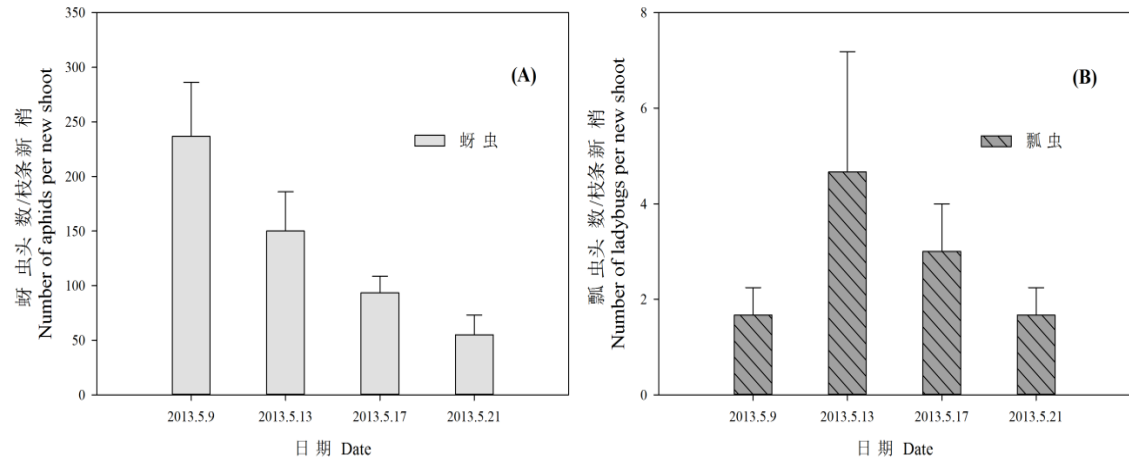 350
300
250
200
150
100
50
0
蚜 虫头 数/枝条新 梢
Number of aphids per new shoot
(A)
蚜 虫
2013.5.9
2013.5.13
2013.5.17
2013.5.21
日 期 Date
8
6
4
2
0
瓢 虫头 数/枝条新 梢
Number of ladybugs per new shoot
(B)
瓢 虫
2013.5.9
2013.5.13
2013.5.17
2013.5.21
日 期 Date